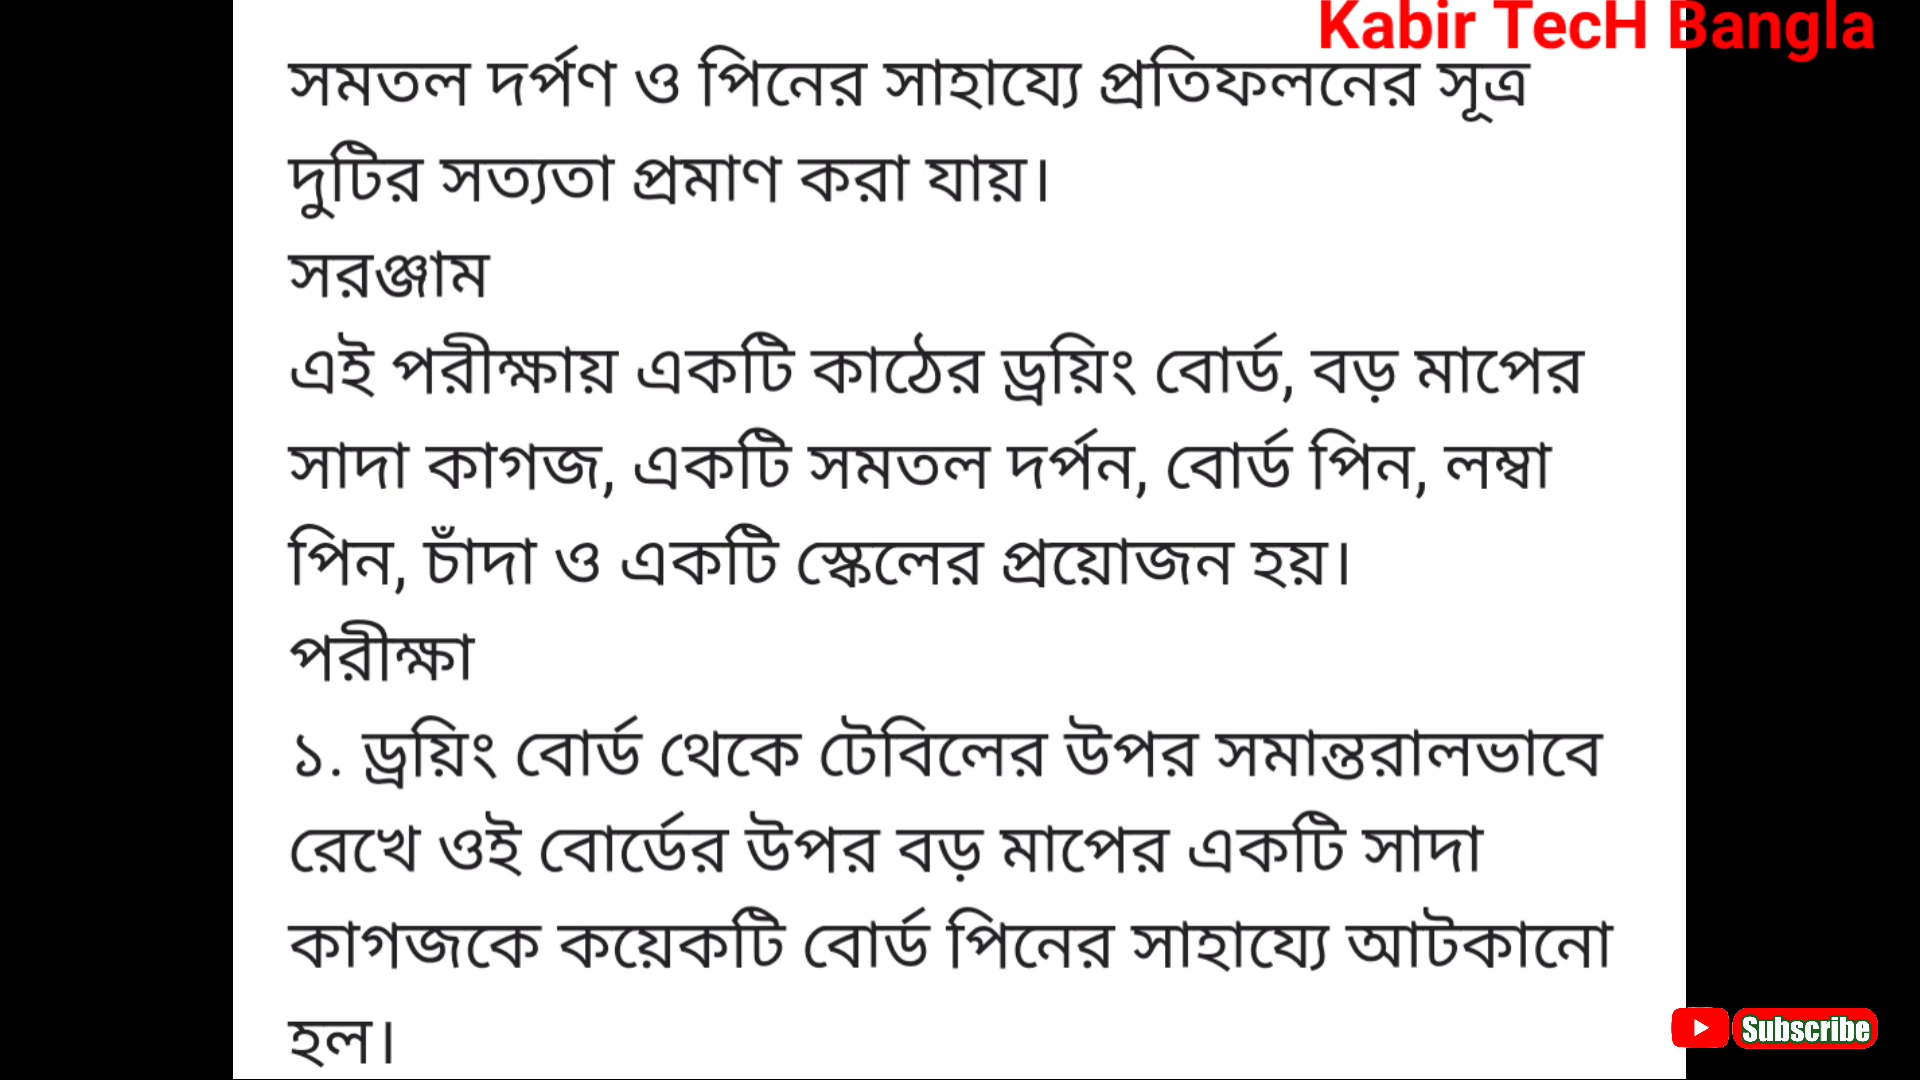 Kabir TecH Bangla
সমতল দর্পণ ও পিনের সাহায্যে প্রতিফলনের সূত্র
দুটির সত্যতা প্রমাণ করা যায়।
সরঞ্জাম
এই পরীক্ষায় একটি কাঠের ড্রয়িং বোর্ড, বড় মাপের
সাদা কাগজ, একটি সমতল দর্পন, বোর্ড পিন, লম্বা
পিন, চাঁদা ও একটি স্কেলের প্রয়োজন হয়।
পরীক্ষা
১. ড্রয়িং বোর্ড থেকে টেবিলের উপর সমান্তরালভাবে
রেখে ওই বোর্ডের উপর বড় মাপের একটি সাদা
কাগজকে কয়েকটি বোর্ড পিনের সাহায্যে আটকানো
হল।
Subscribe